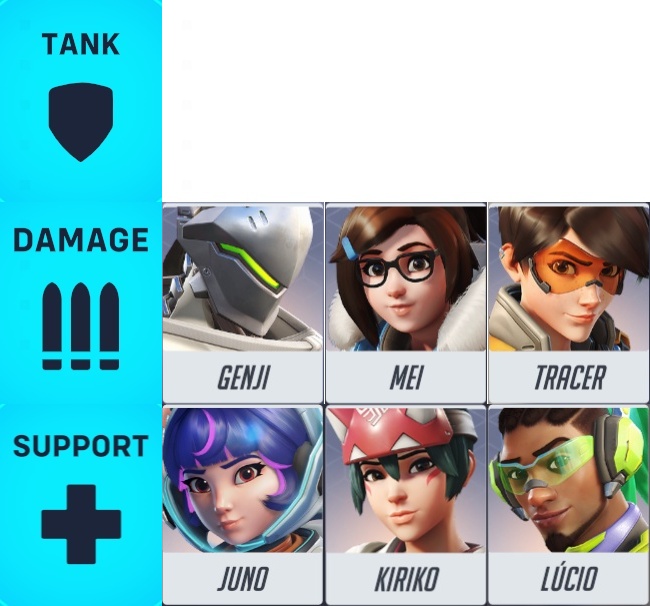 TANK
DAMAGE
GENJI
MEI
TRACER
SUPPORT
JUNO
KIRIKO
LÚCIO